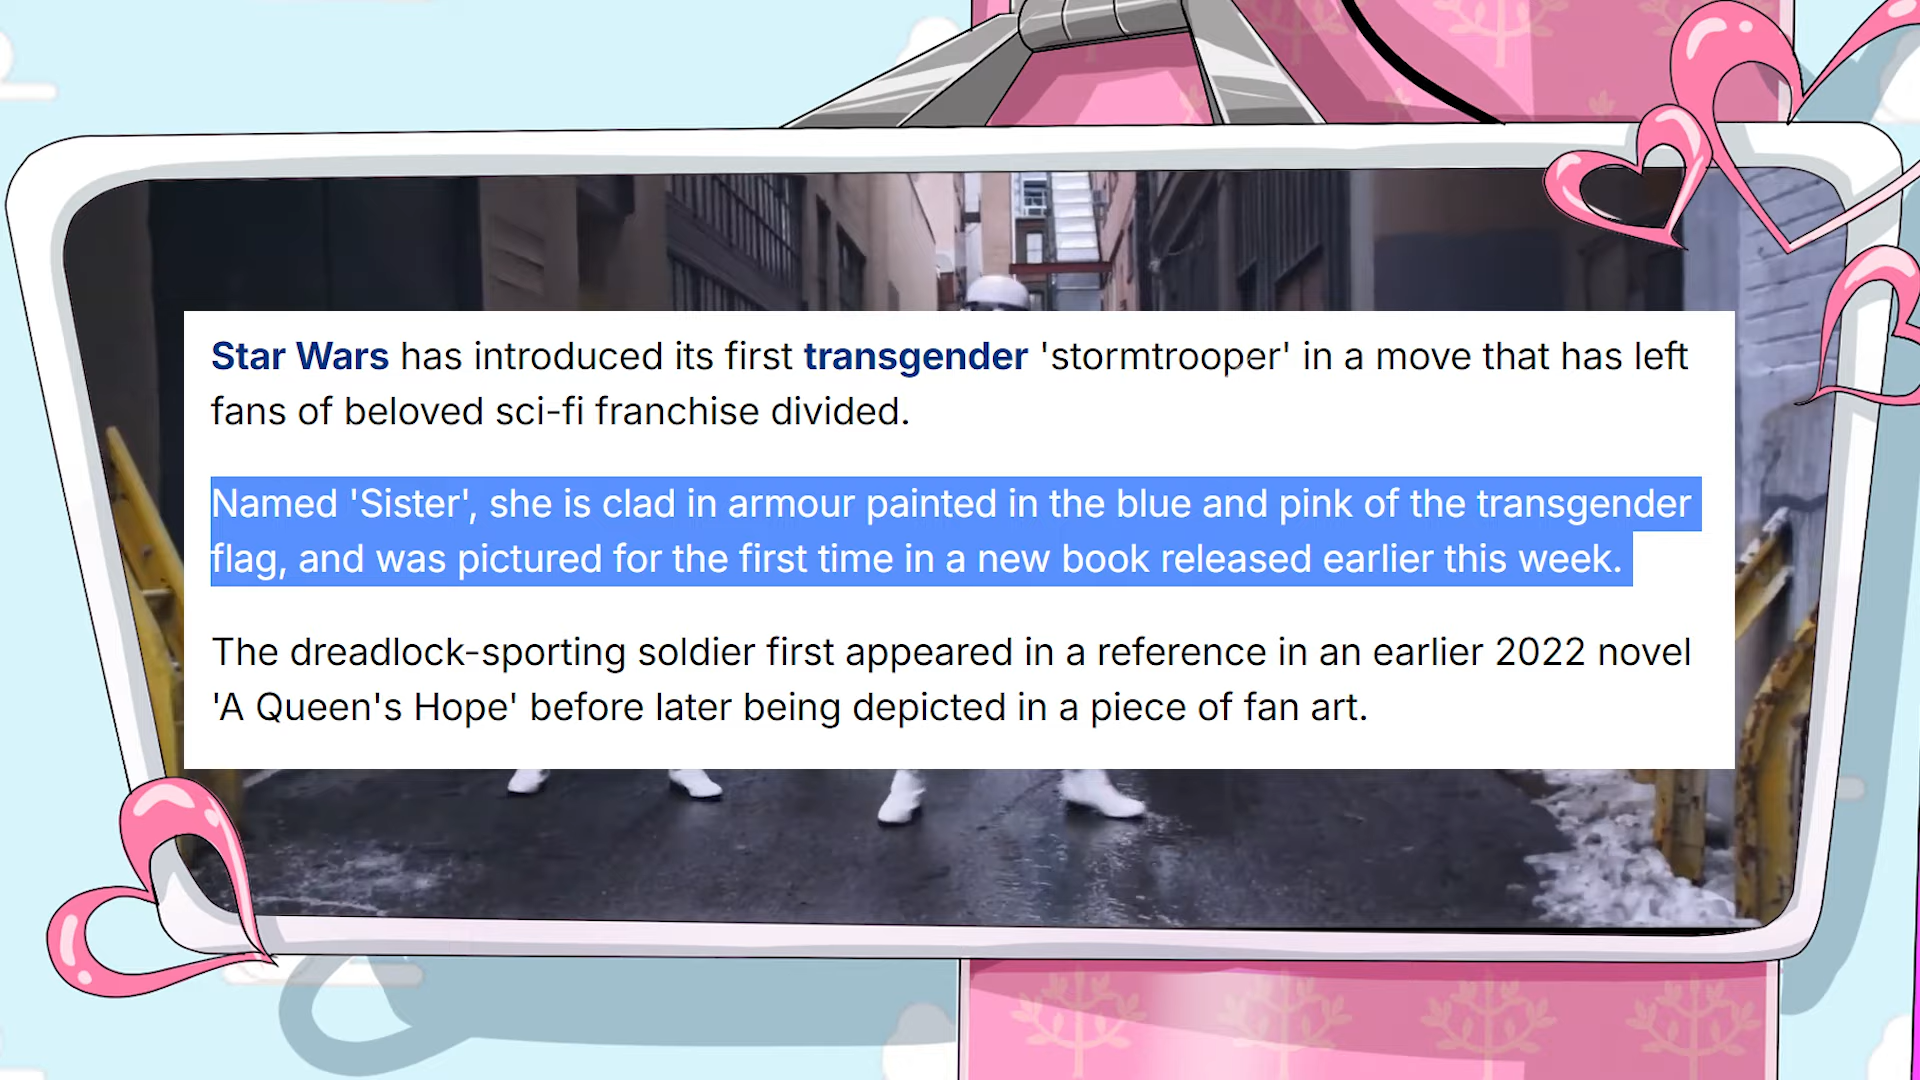 Star Wars has introduced its first transgender 'stormtrooper' in a move that has left
fans of beloved sci-fi franchise divided.
Named 'Sister', she is clad in armour painted in the blue and pink of the transgender
flag, and was pictured for the first time in a new book released earlier this week.
The dreadlock-sporting soldier first appeared in a reference in an earlier 2022 novel
'A Queen's Hope' before later being depicted in a piece of fan art.